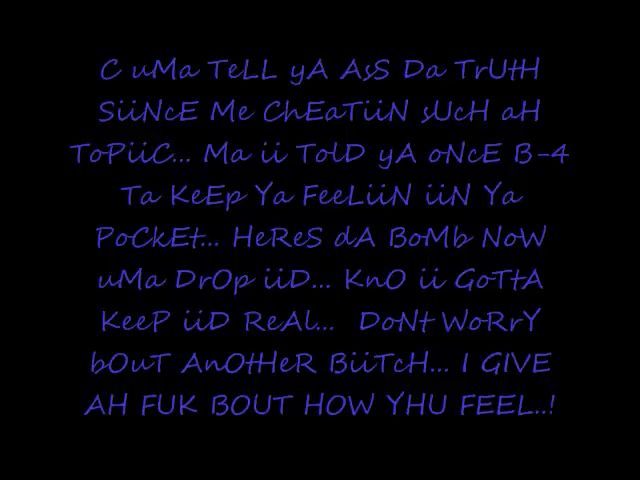 C uMa TeLL yA AsS Da TrUtH
SiiNcE Me ChEaTiiN sUcH aH
ToPiiC... Ma ii TolD yA oNcE B-4
Ta KeEp Ya FeeLiiN iiN Ya
PoCkEt... HeReS dA BoMb NoW
uMa DrOp iiD... KnO ii GoTtA
KeeP iiD ReAl... DoNt WoRrY
bOuT AnOtHeR BiiTcH... I GIVE
AH FUK BOUT HOW YHU FEEL..!